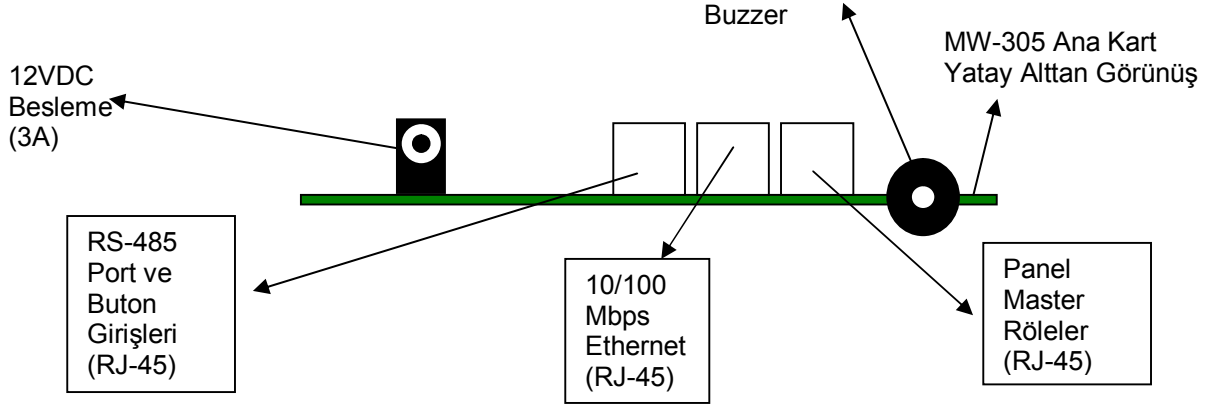 Buzzer
MW-305 Ana Kart
Yatay Alttan Görünüş
12VDC
Besleme
(3A)
RS-485
Port ve
Buton
Girişleri
(RJ-45)
10/100
Mbps
Ethernet
(RJ-45)
Panel
Master
Röleler
(RJ-45)